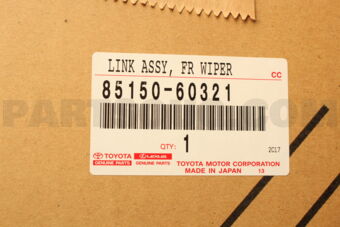 LINK ASSY, FR WIPER
CC
85150-60321
QTY: 1
2C17
TOYOTA LEXUS TOYOTA MOTOR CORPORATION
GENUINE PARTS GENUINE PARTS MADE IN JAPAN 13